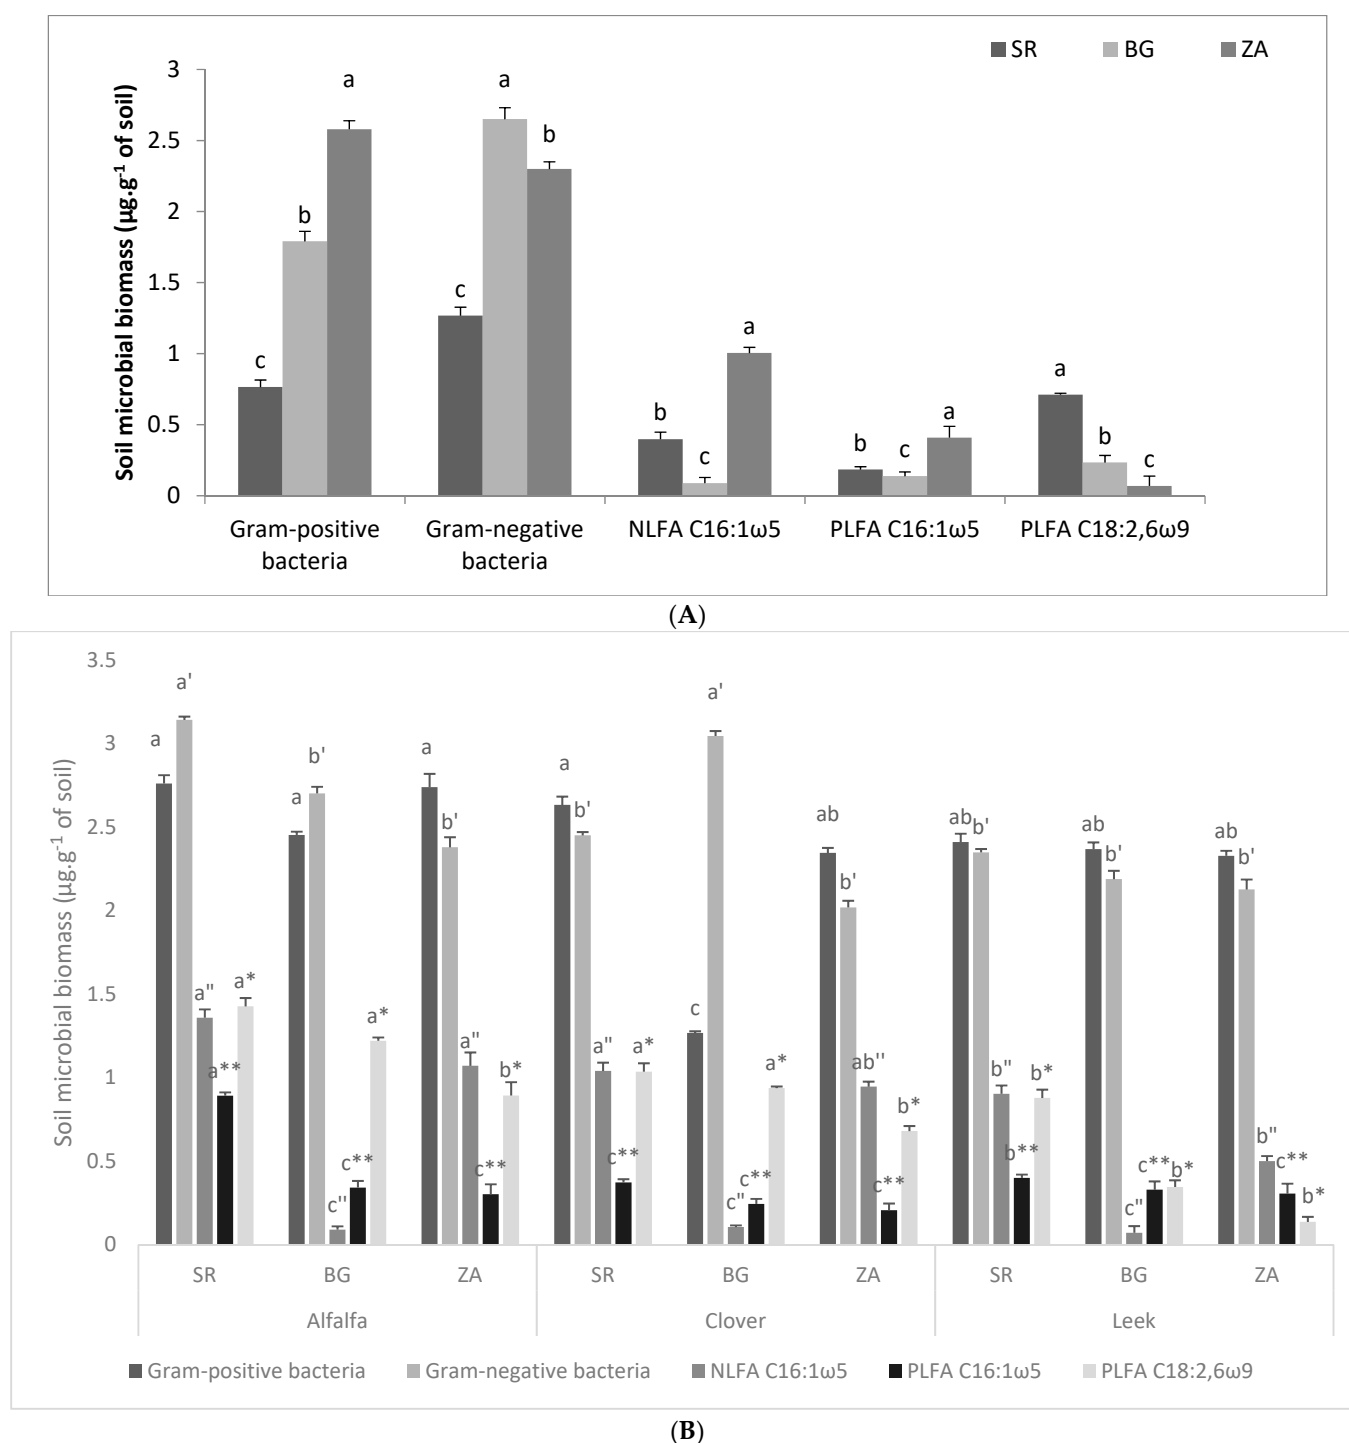 SR BG ZA
Soil microbial biomass (µg.g-1 of soil)
3
2.5
2
1.5
1
0.5
0
c b a
c a b
b c a
b c a
a b c
Gram-positive bacteria
Gram-negative bacteria
NLFA C16:1ω5
PLFA C16:1ω5
PLFA C18:2,6ω9
(A)
Soil microbial biomass (µg.g-1 of soil)
3.5
3
2.5
2
1.5
1
0.5
0
a a' a" a** a*
a b' c'' c** a*
a b' a" c** b*
a b' a" c** a*
c a' c" c** a*
ab b' ab'' c** b*
ab b' b" b** b*
ab b' c" c** b*
ab b' b" c** b*
SR BG ZA SR BG ZA SR BG ZA
Alfalfa Clover Leek
Gram-positive bacteria Gram-negative bacteria NLFA C16:1ω5 PLFA C16:1ω5 PLFA C18:2,6ω9
(B)